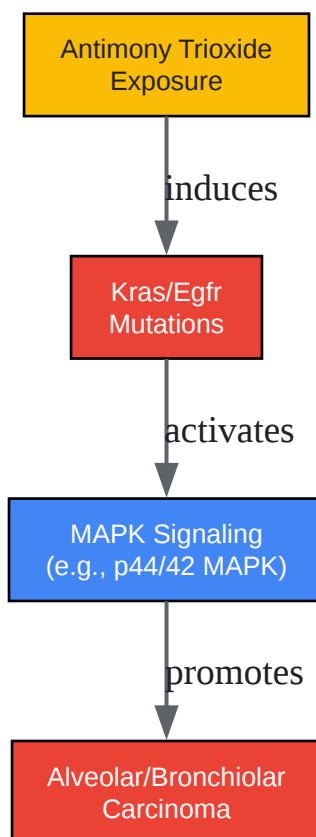 Antimony Trioxide
Exposure
induces
Kras/Egfr
Mutations
activates
MAPK Signaling
(e.g., p44/42 MAPK)
promotes
Alveolar/Bronchiolar
Carcinoma